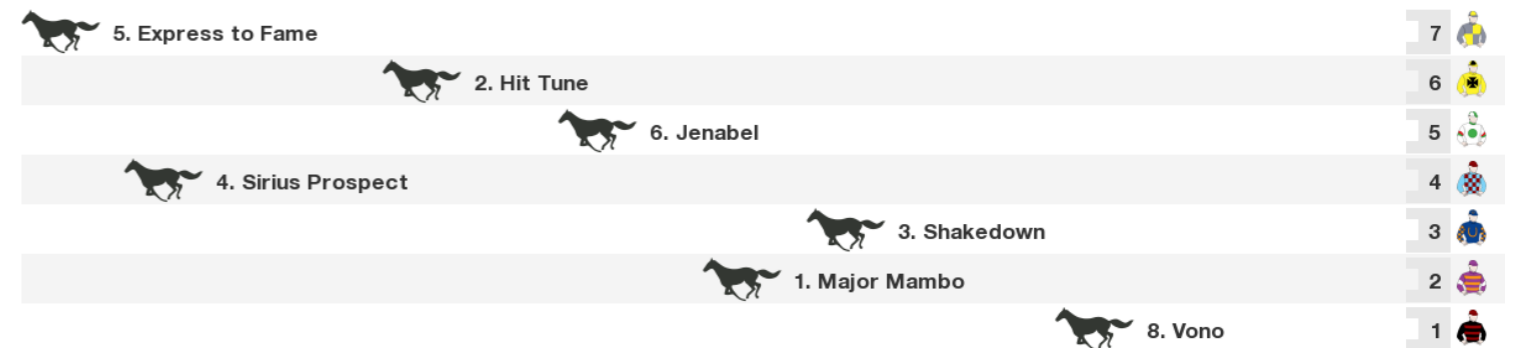 5. Express to Fame 7
2. Hit Tune 6
6. Jenabel 5
4. Sirius Prospect 4
3. Shakedown 3
1. Major Mambo 2
8. Vono 1